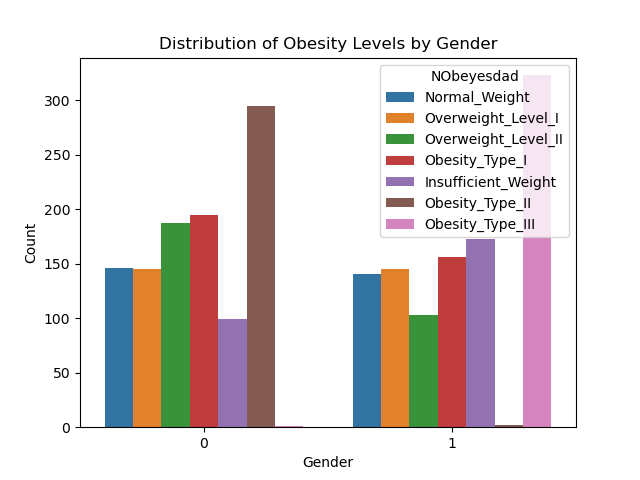 Distribution of Obesity Levels by Gender
NObeyesdad
Normal_Weight
Overweight_Level_I
Overweight_Level_II
Obesity_Type_I
Insufficient_Weight
Obesity_Type_II
Obesity_Type_III
300
250
200
150
100
50
0
Count
0 1
Gender